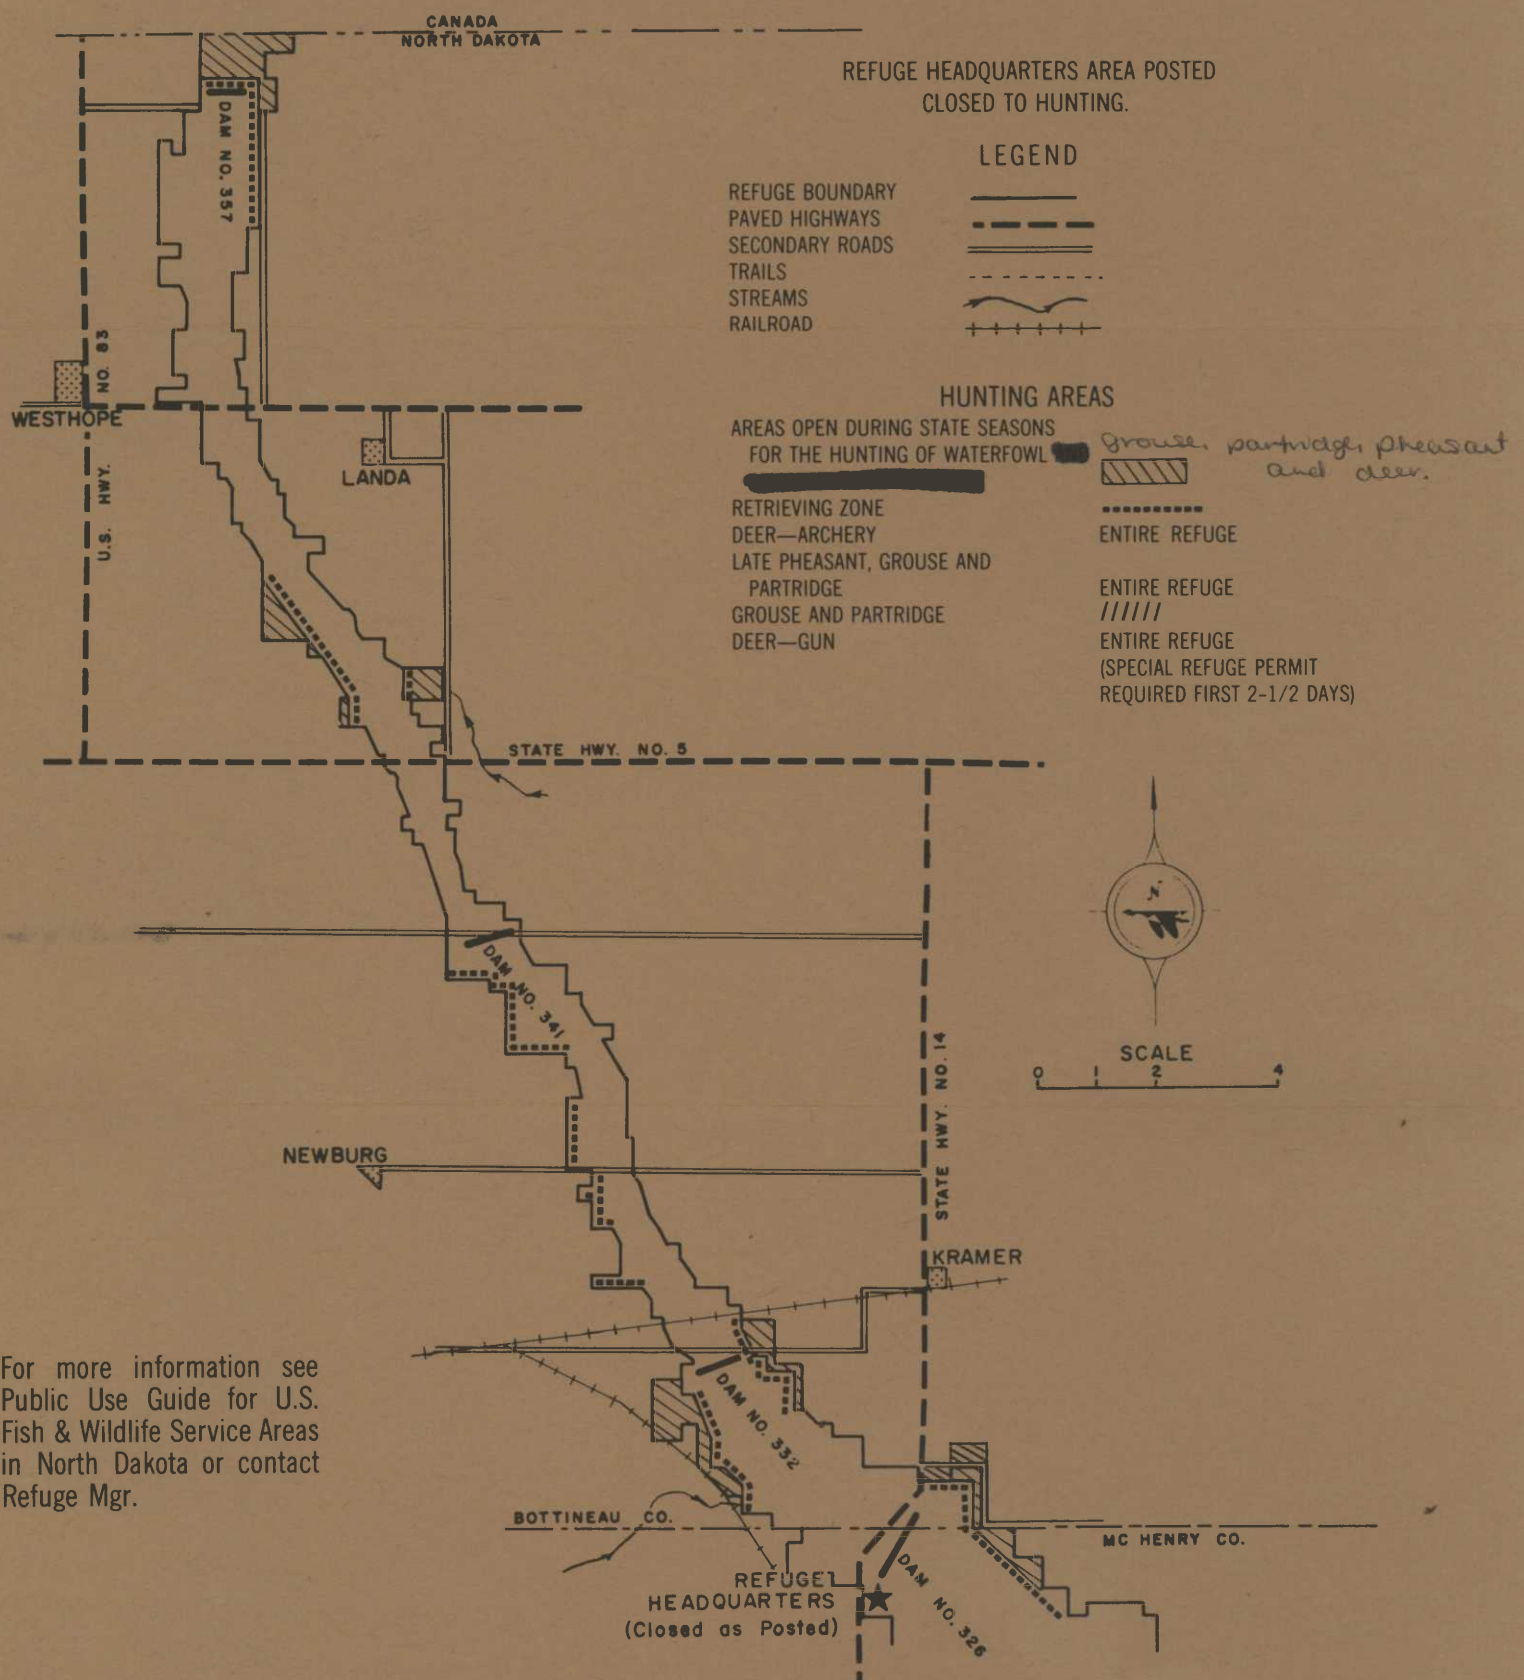 CANADA
NORTH DAKOTA
REFUGE HEADQUARTERS AREA POSTED
CLOSED TO HUNTING.
LEGEND
REFUGE BOUNDARY
PAVED HIGHWAYS
SECONDARY ROADS
TRAILS
STREAMS
RAILROAD
DAM NO. 357
U.S. HWY. NO. 83
WESTHOPE
LANDA
HUNTING AREAS
AREAS OPEN DURING STATE SEASONS
FOR THE HUNTING OF WATERFOWL
grouse, partridge, pheasant
and deer.
RETRIEVING ZONE
DEER—ARCHERY ENTIRE REFUGE
LATE PHEASANT, GROUSE AND
PARTRIDGE ENTIRE REFUGE
GROUSE AND PARTRIDGE //////
DEER—GUN ENTIRE REFUGE
(SPECIAL REFUGE PERMIT
REQUIRED FIRST 2-1/2 DAYS)
STATE HWY. NO. 5
N.
DAM NO. 341
SCALE
0 1 2 4
STATE HWY. NO. 14
NEWBURG
KRAMER
For more information see
Public Use Guide for U.S.
Fish & Wildlife Service Areas
in North Dakota or contact
Refuge Mgr.
DAM NO. 332
BOTTINEAU CO.
MC HENRY CO.
REFUGE
HEADQUARTERS
(Closed as Posted)
DAM NO. 326